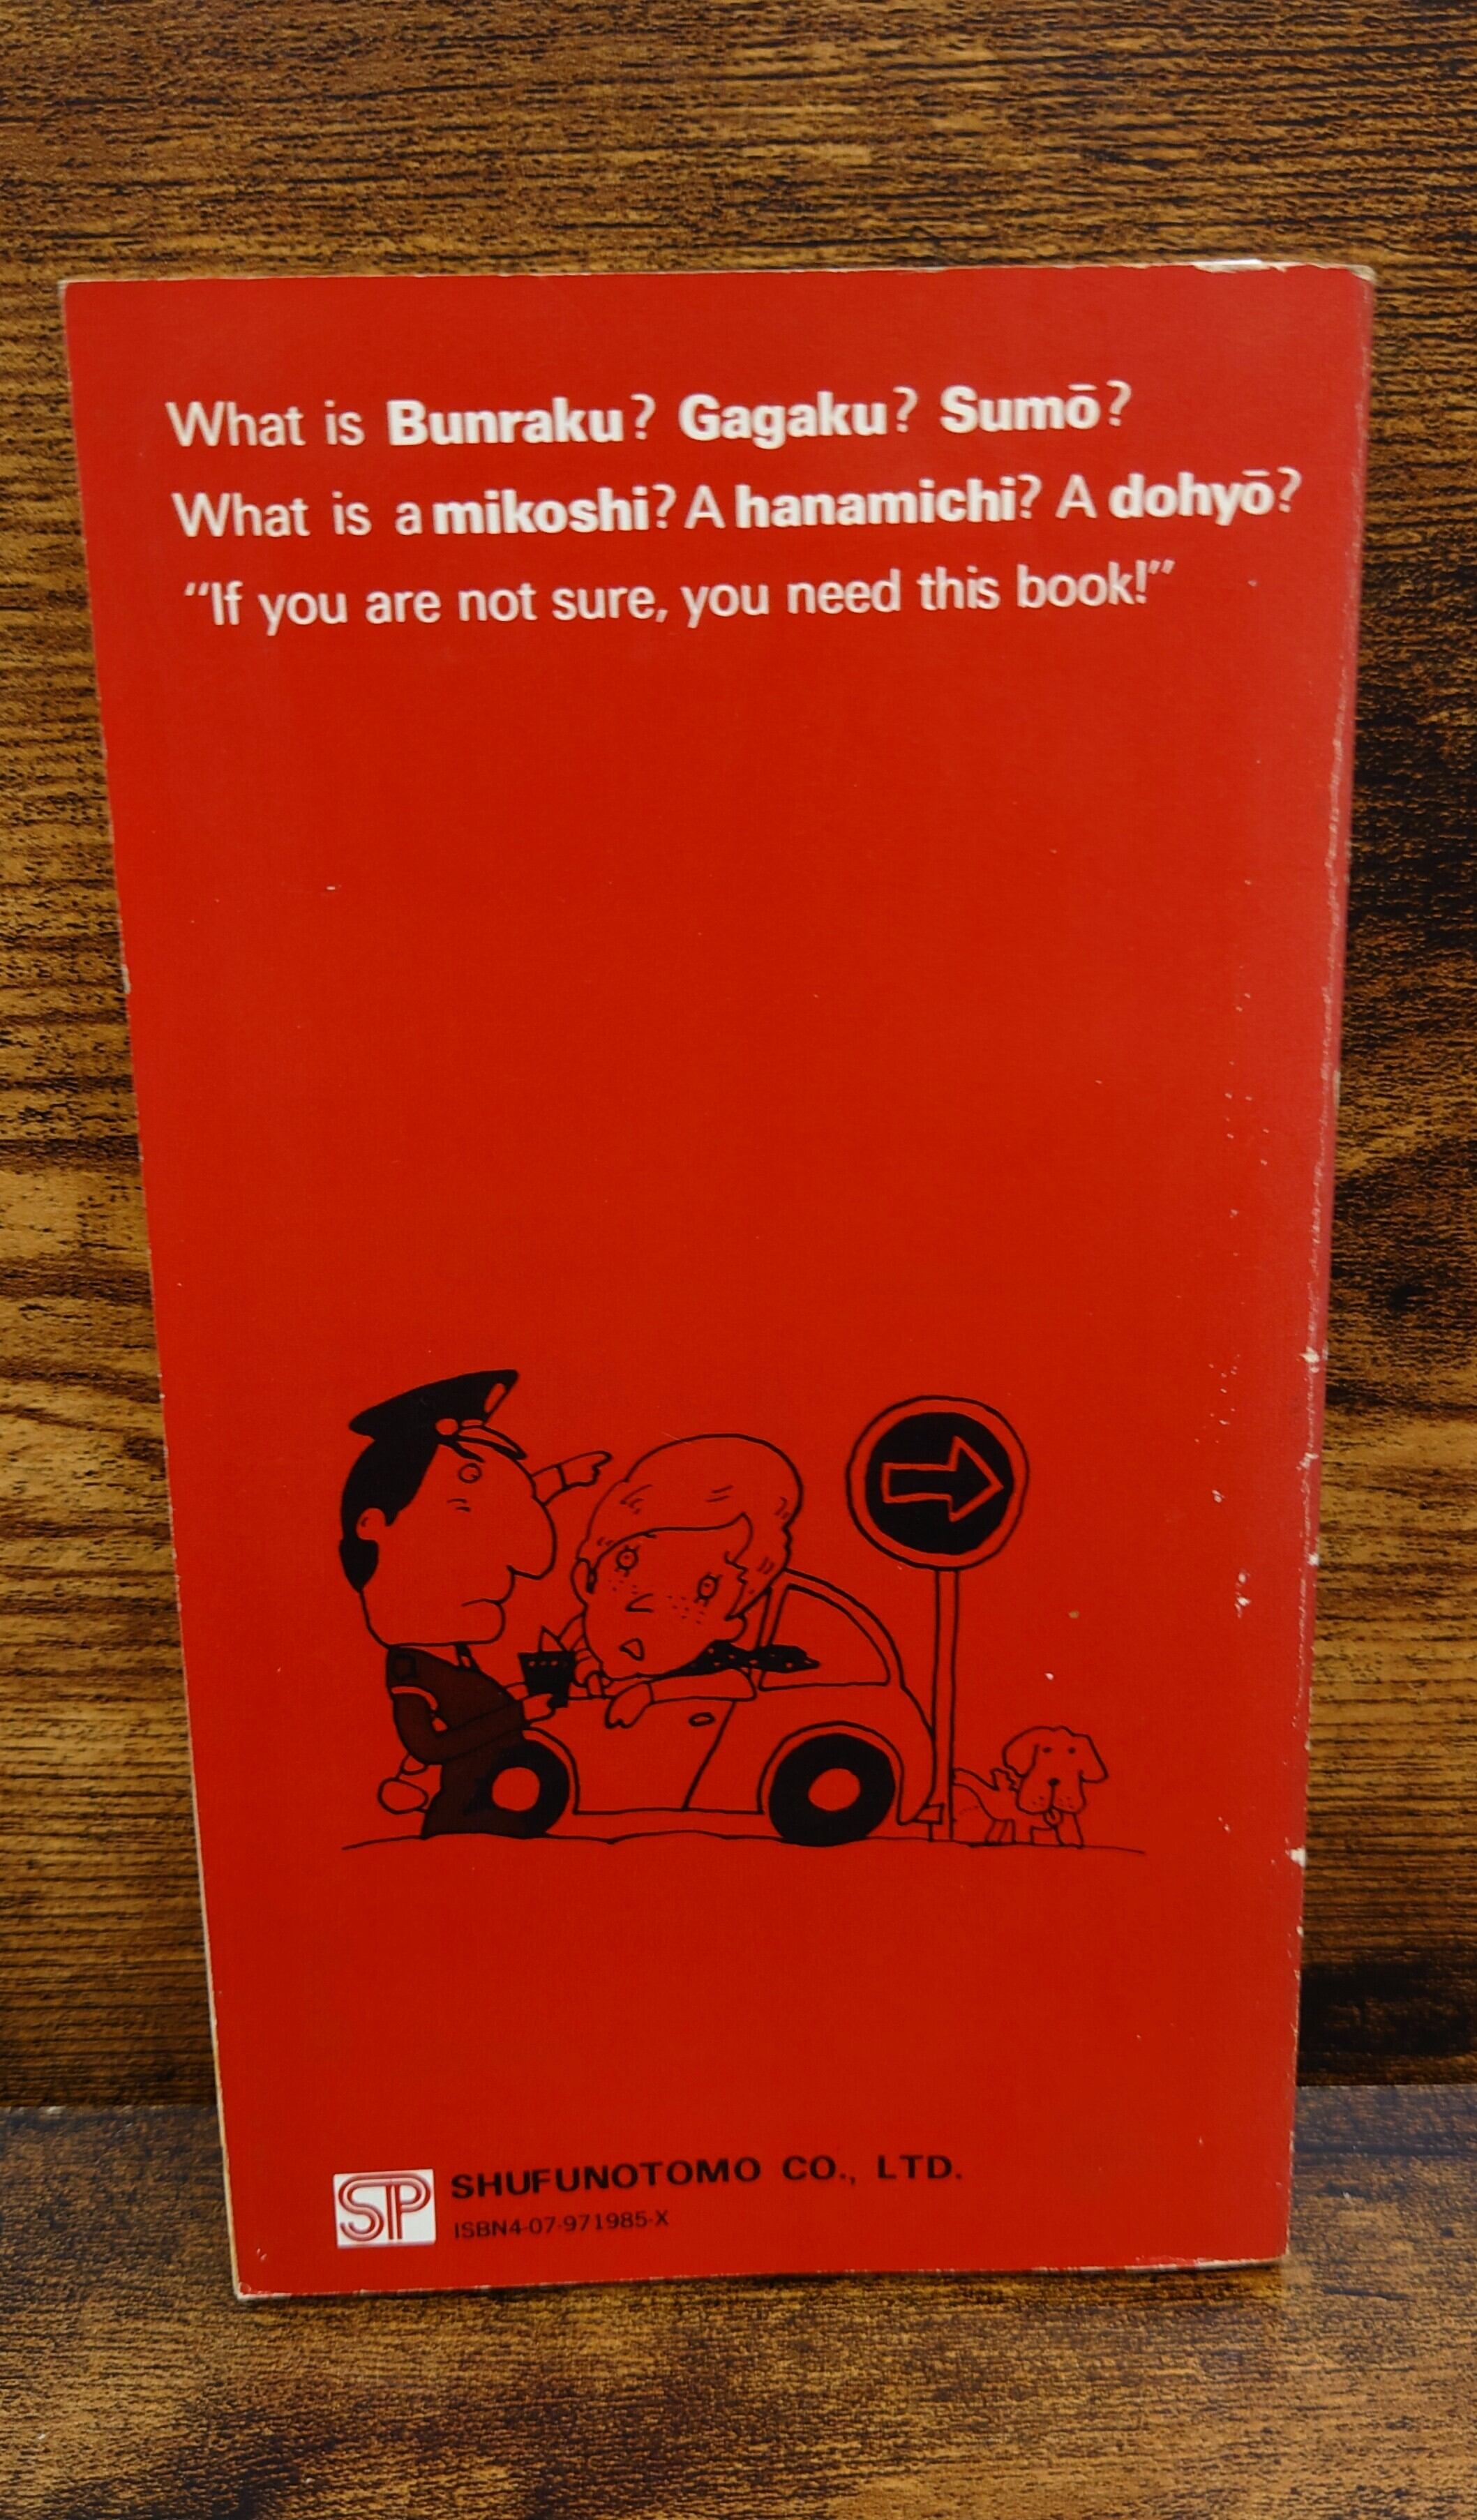 What is Bunraku? Gagaku? Sumō?
What is a mikoshi? A hanamichi? A dohyō?
“If you are not sure, you need this book!”
SP
SHUFUNOTOMO CO., LTD.
ISBN4-07-971985-X